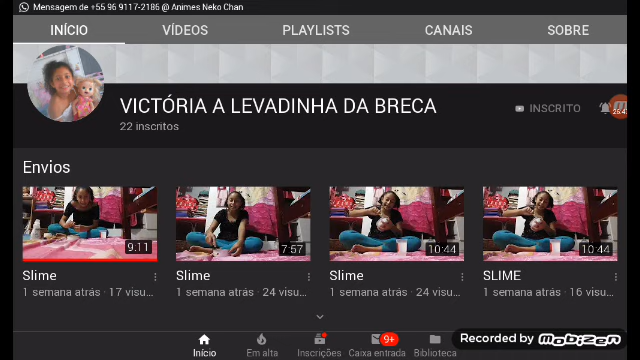 Mensagem de +55 96 9117-2186 @ Animes Neko Chan
INÍCIO VÍDEOS PLAYLISTS CANAIS SOBRE
VICTÓRIA A LEVADINHA DA BRECA
INSCRITO
22 inscritos
Envios
9:11 7:57 10:44 10:44
Slime Slime Slime SLIME
1 semana atrás · 17 visu... 1 semana atrás · 24 visu... 1 semana atrás · 24 visu... 1 semana atrás · 16 visu...
9+
Início Em alta Inscrições Caixa entrada Biblioteca
Recorded by Mobizen